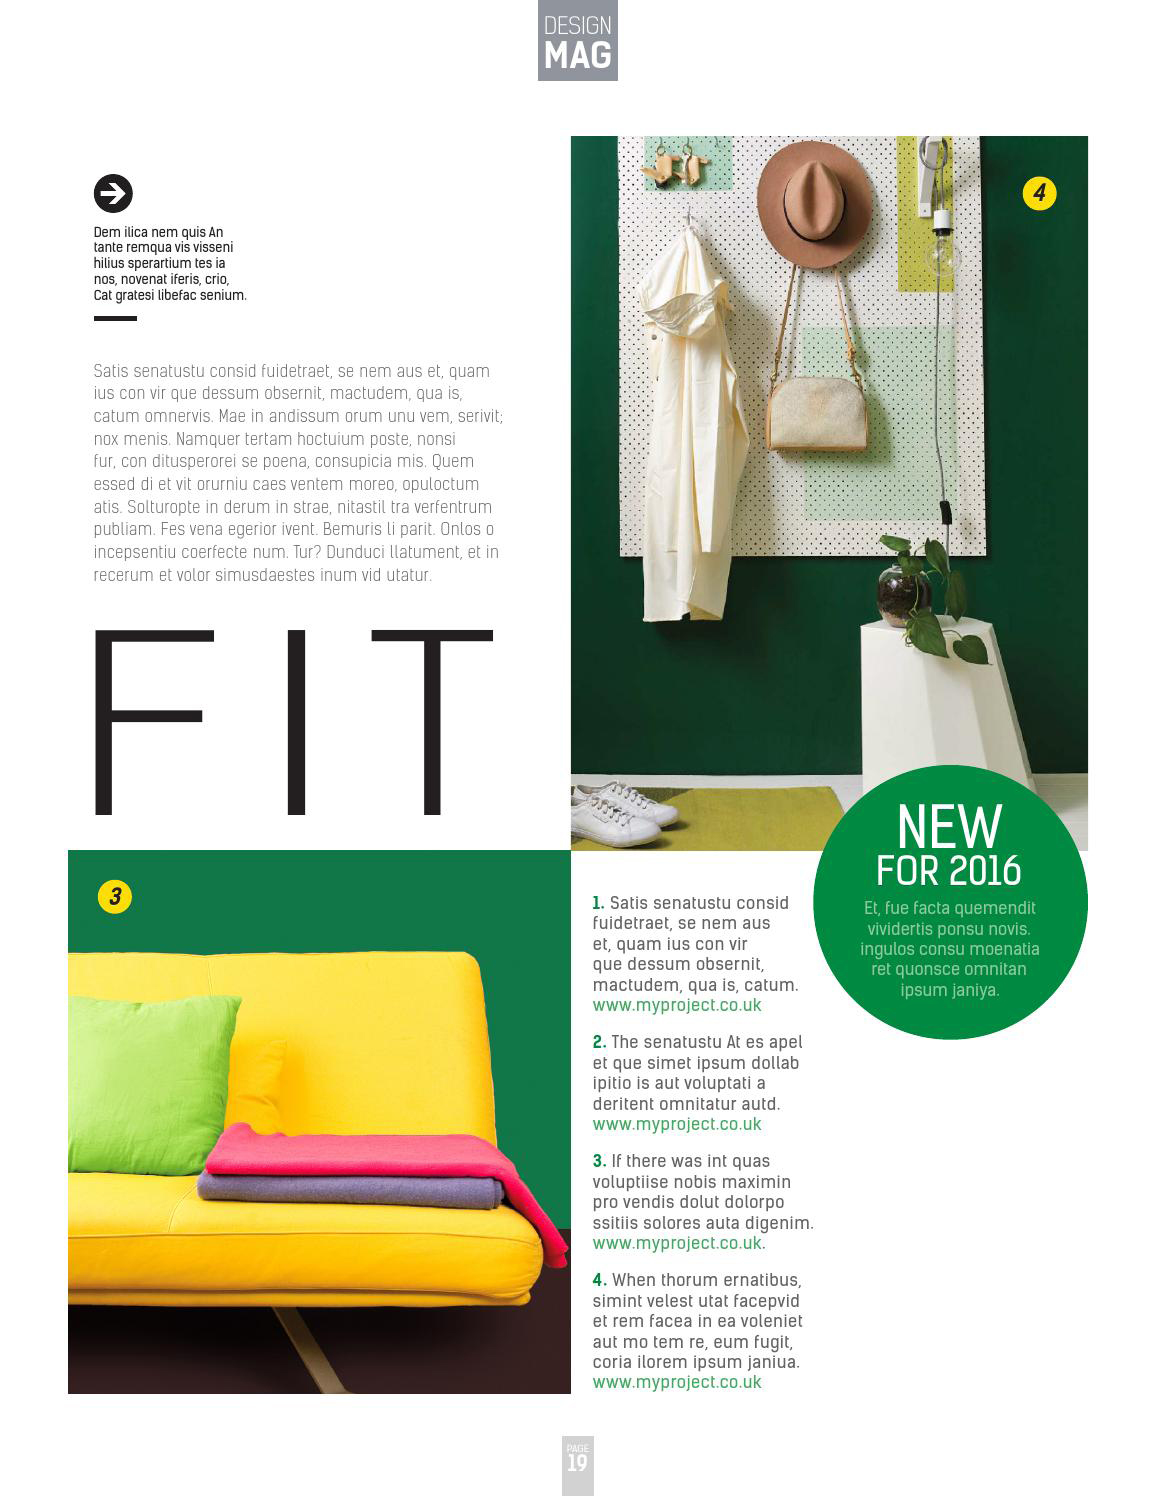 DESIGN
MAG
Dem ilica nem quis An
tante remqua vis visseni
hilius sperartium tes ia
nos, novenat iferis, crio,
Cat gratesi libefac senium.
Satis senatustu consid fuidetraet, se nem aus et, quam
ius con vir que dessum obsernit, mactudem, qua is,
catum omnervis. Mae in andissum orum unu vem, serivit;
nox menis. Namquer tertam hoctuium poste, nonsi
fur, con ditusperorei se poena, consupicia mis. Quem
essed di et vit orurniu caes ventem moreo, opuloctum
atis. Solturopte in derum in strae, nitastil tra verfentrum
publiam. Fes vena egerior ivent. Bemuris li parit. Onlos o
incepsentiu coerfecte num. Tur? Dunduci llatument, et in
recerum et volor simusdaestes inum vid utatur.
FIT
4
3
1. Satis senatustu consid
fuidetraet, se nem aus
et, quam ius con vir
que dessum obsernit,
mactudem, qua is, catum.
www.myproject.co.uk
2. The senatustu At es apel
et que simet ipsum dollab
ipitio is aut voluptati a
deritent omnitatur autd.
www.myproject.co.uk
3. If there was int quas
voluptiise nobis maximin
pro vendis dolut dolorpo
ssitiis solores auta digenim.
www.myproject.co.uk.
4. When thorum ernatibus,
simint velest utat facepvid
et rem facea in ea voleniet
aut mo tem re, eum fugit,
coria ilorem ipsum janiua.
www.myproject.co.uk
NEW
FOR 2016
Et, fue facta quemendit
vividertis ponsu novis.
ingulos consu moenatia
ret quonsce omnitan
ipsum janiya.
PAGE
19